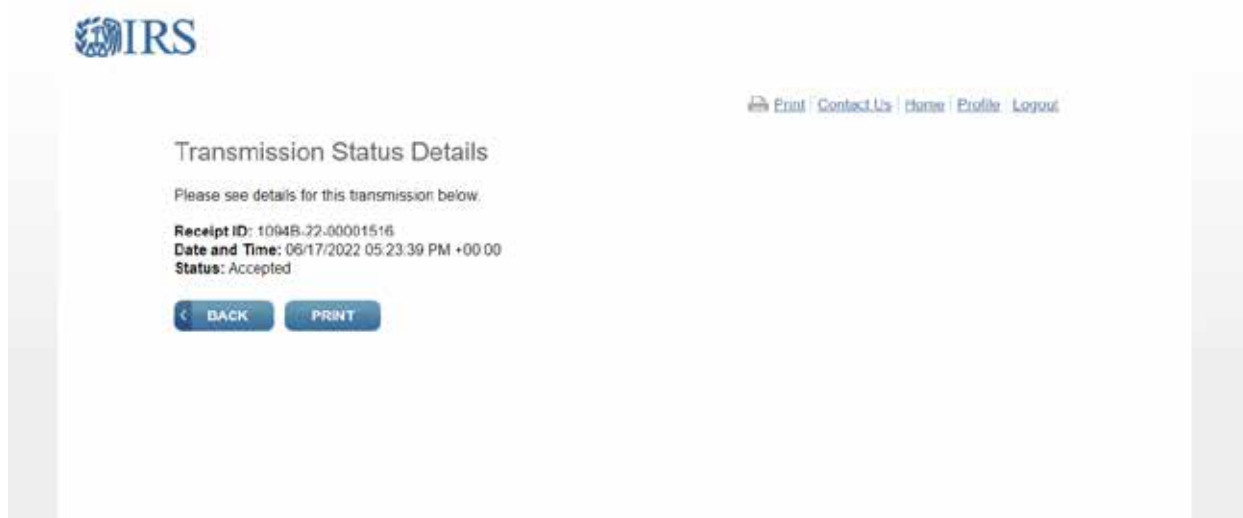 IRS
Print Contact Us Home Profile Logout
Transmission Status Details
Please see details for this transmission below.
Receipt ID: 1094B-22-00001516
Date and Time: 06/17/2022 05:23:39 PM +00:00
Status: Accepted
BACK PRINT